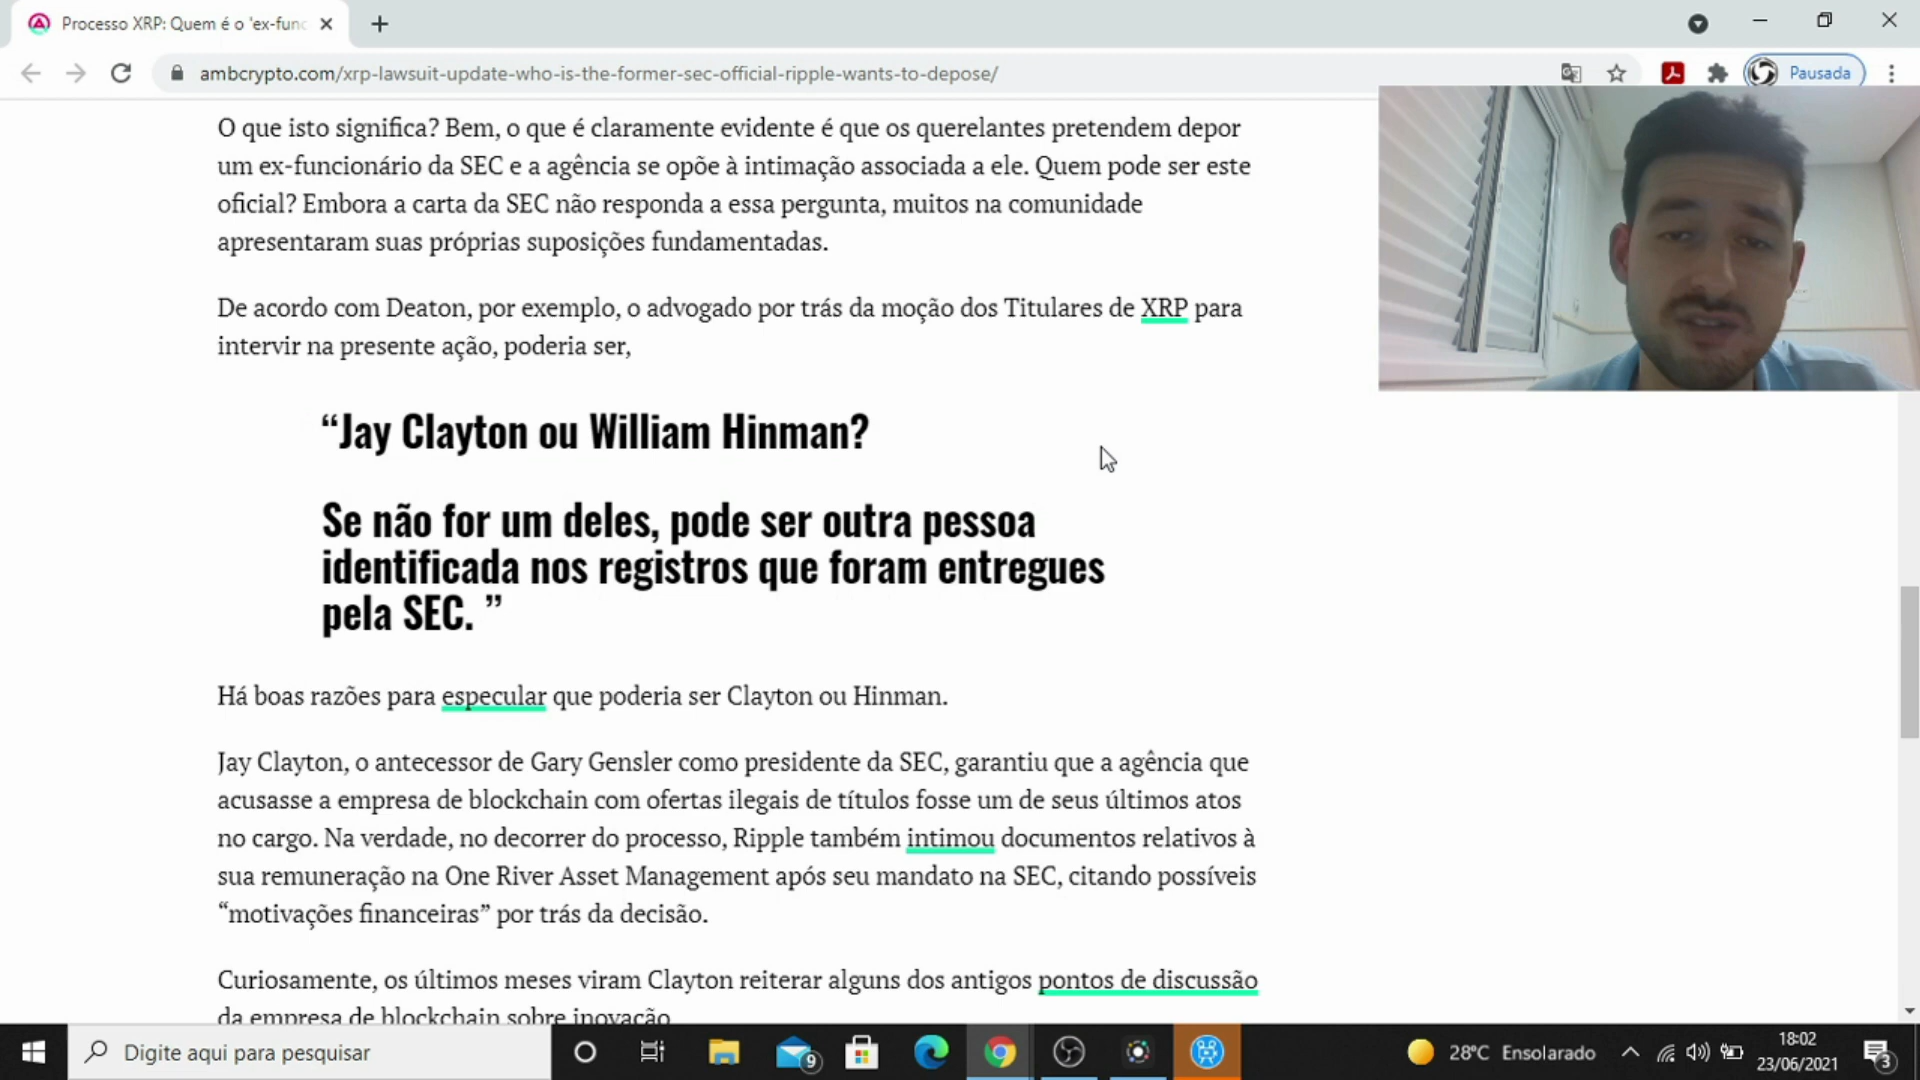 Processo XRP: Quem é o 'ex-func
ambcrypto.com/xrp-lawsuit-update-who-is-the-former-sec-official-ripple-wants-to-depose/
Pausada
O que isto significa? Bem, o que é claramente evidente é que os querelantes pretendem depor
um ex-funcionário da SEC e a agência se opõe à intimação associada a ele. Quem pode ser este
oficial? Embora a carta da SEC não responda a essa pergunta, muitos na comunidade
apresentaram suas próprias suposições fundamentadas.
De acordo com Deaton, por exemplo, o advogado por trás da moção dos Titulares de XRP para
intervir na presente ação, poderia ser,
“Jay Clayton ou William Hinman?
Se não for um deles, pode ser outra pessoa
identificada nos registros que foram entregues
pela SEC. ”
Há boas razões para especular que poderia ser Clayton ou Hinman.
Jay Clayton, o antecessor de Gary Gensler como presidente da SEC, garantiu que a agência que
acusasse a empresa de blockchain com ofertas ilegais de títulos fosse um de seus últimos atos
no cargo. Na verdade, no decorrer do processo, Ripple também intimou documentos relativos à
sua remuneração na One River Asset Management após seu mandato na SEC, citando possíveis
“motivações financeiras” por trás da decisão.
Curiosamente, os últimos meses viram Clayton reiterar alguns dos antigos pontos de discussão
da empresa de blockchain sobre inovação
Digite aqui para pesquisar
9
28°C Ensolarado
18:02
23/06/2021
3